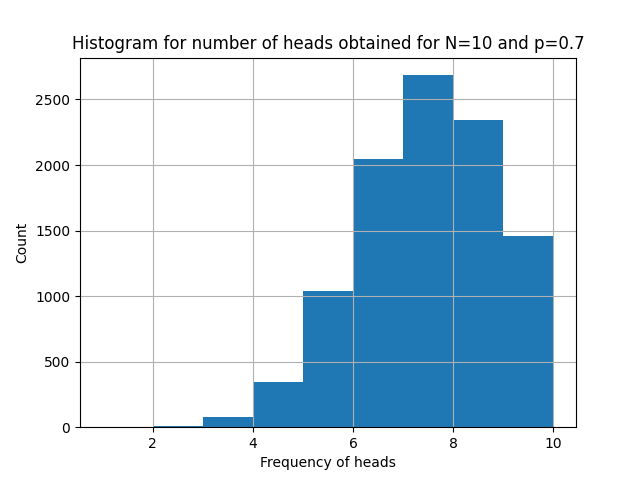 Histogram for number of heads obtained for N=10 and p=0.7
2500
2000
1500
1000
500
0
Count
2 4 6 8 10
Frequency of heads